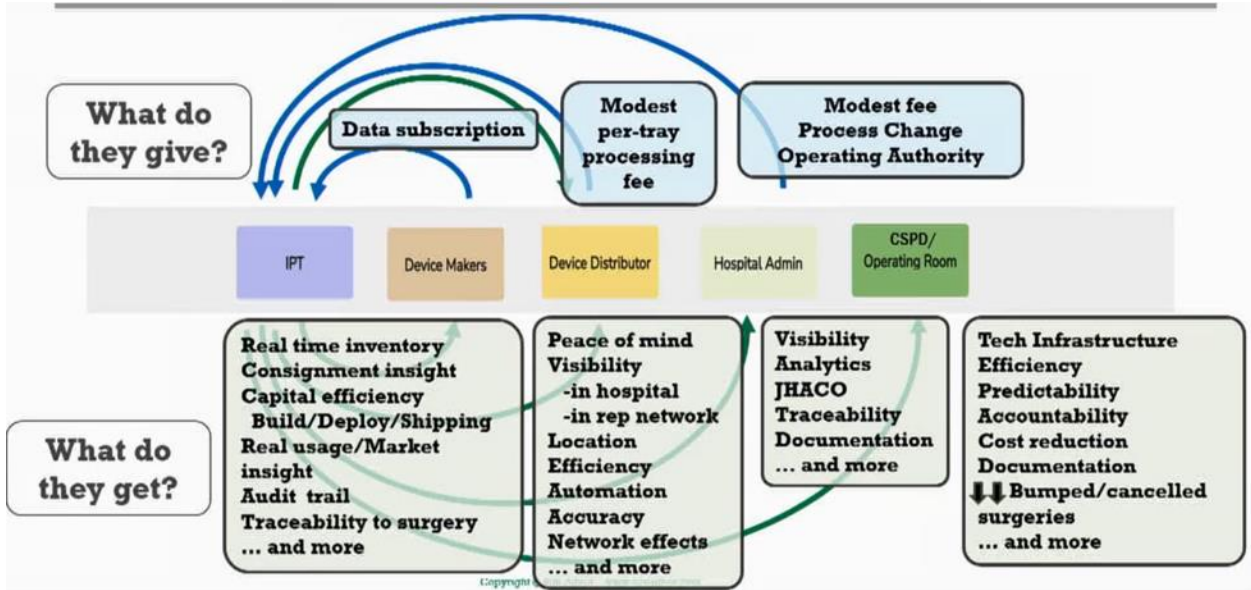 What do
they give?
Data subscription
Modest
per-tray
processing
fee
Modest fee
Process Change
Operating Authority
IPT
Device Makers
Device Distributor
Hospital Admin
CSPD/
Operating Room
What do
they get?
Real time inventory
Consignment insight
Capital efficiency
Build/Deploy/Shipping
Real usage/Market
insight
Audit trail
Traceability to surgery
... and more
Peace of mind
Visibility
-in hospital
-in rep network
Location
Efficiency
Automation
Accuracy
Network effects
... and more
Visibility
Analytics
JHACO
Traceability
Documentation
... and more
Tech Infrastructure
Efficiency
Predictability
Accountability
Cost reduction
Documentation
Bumped/cancelled
surgeries
... and more
Copyright